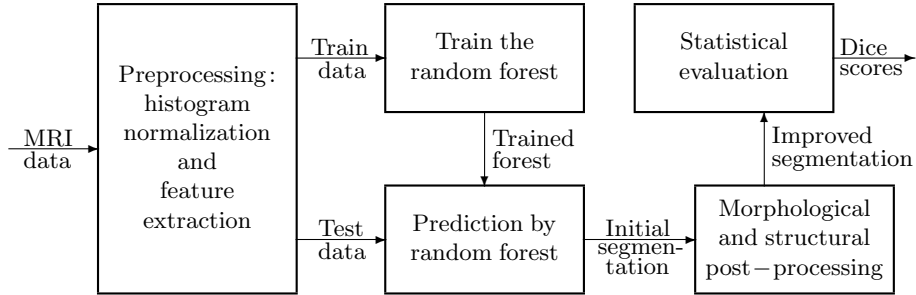 MRI
data
Preprocessing:
histogram
normalization
and
feature
extraction
Train
data
Train the
random forest
Trained
forest
Test
data
Prediction by
random forest
Initial
segmen-
tation
Morphological
and structural
post-processing
Improved
segmentation
Statistical
evaluation
Dice
scores